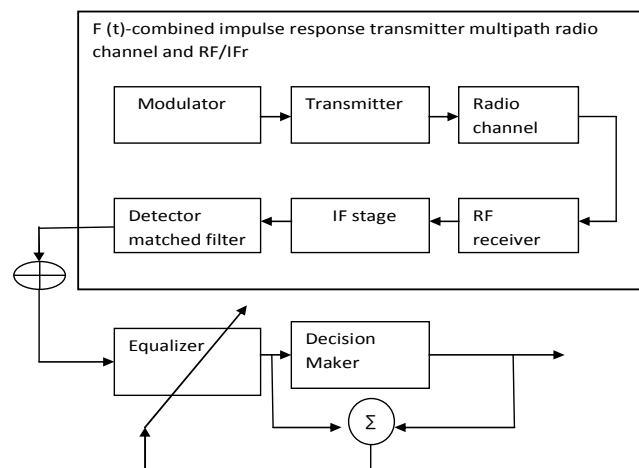 F (t)-combined impulse response transmitter multipath radio
channel and RF/IFr
Modulator
Transmitter
Radio
channel
Detector
matched filter
IF stage
RF
receiver
Equalizer
Decision
Maker
Σ